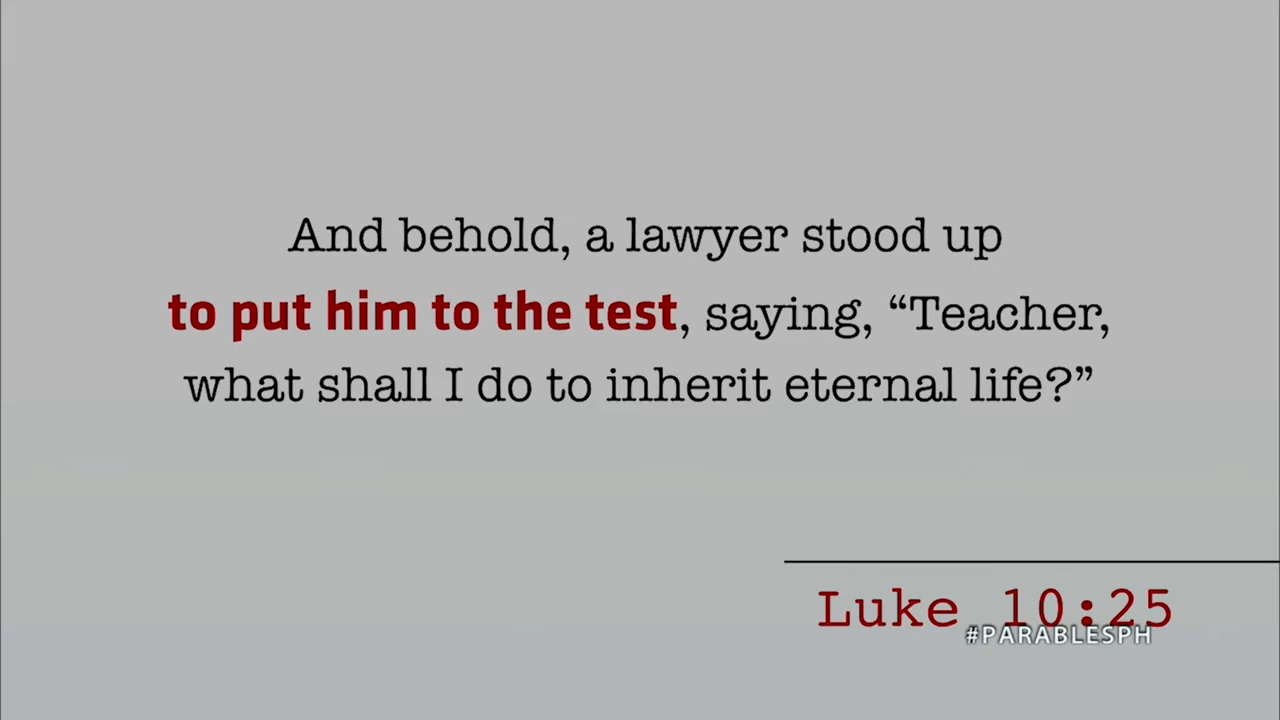 And behold, a lawyer stood up
to put him to the test, saying, “Teacher,
what shall I do to inherit eternal life?”
Luke 10:25
#PARABLESPH